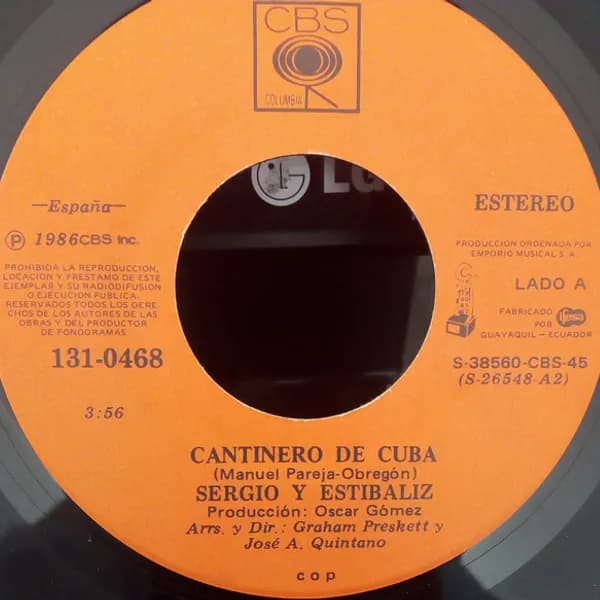 CBS
COLUMBIA
LG
—España—
Ⓟ 1986 CBS Inc.
PROHIBIDA LA REPRODUCCION,
LOCACION Y PRESTAMO DE ESTE
EJEMPLAR Y SU RADIODIFUSION
O EJECUCION PUBLICA.
RESERVADOS TODOS LOS DERE-
CHOS DE LOS AUTORES DE LAS
OBRAS Y DEL PRODUCTOR
DE FONOGRAMAS.
131-0468
3:56
ESTEREO
PRODUCCION ORDENADA POR
EMPORIO MUSICAL S. A.
LADO A
FABRICADO
POR
GUAYAQUIL – ECUADOR
S-38560-CBS-45
(S-26548-A2)
CANTINERO DE CUBA
(Manuel Pareja-Obregón)
SERGIO Y ESTIBALIZ
Producción: Oscar Gómez
Arrs. y Dir.: Graham Preskett y
José A. Quintano
cop